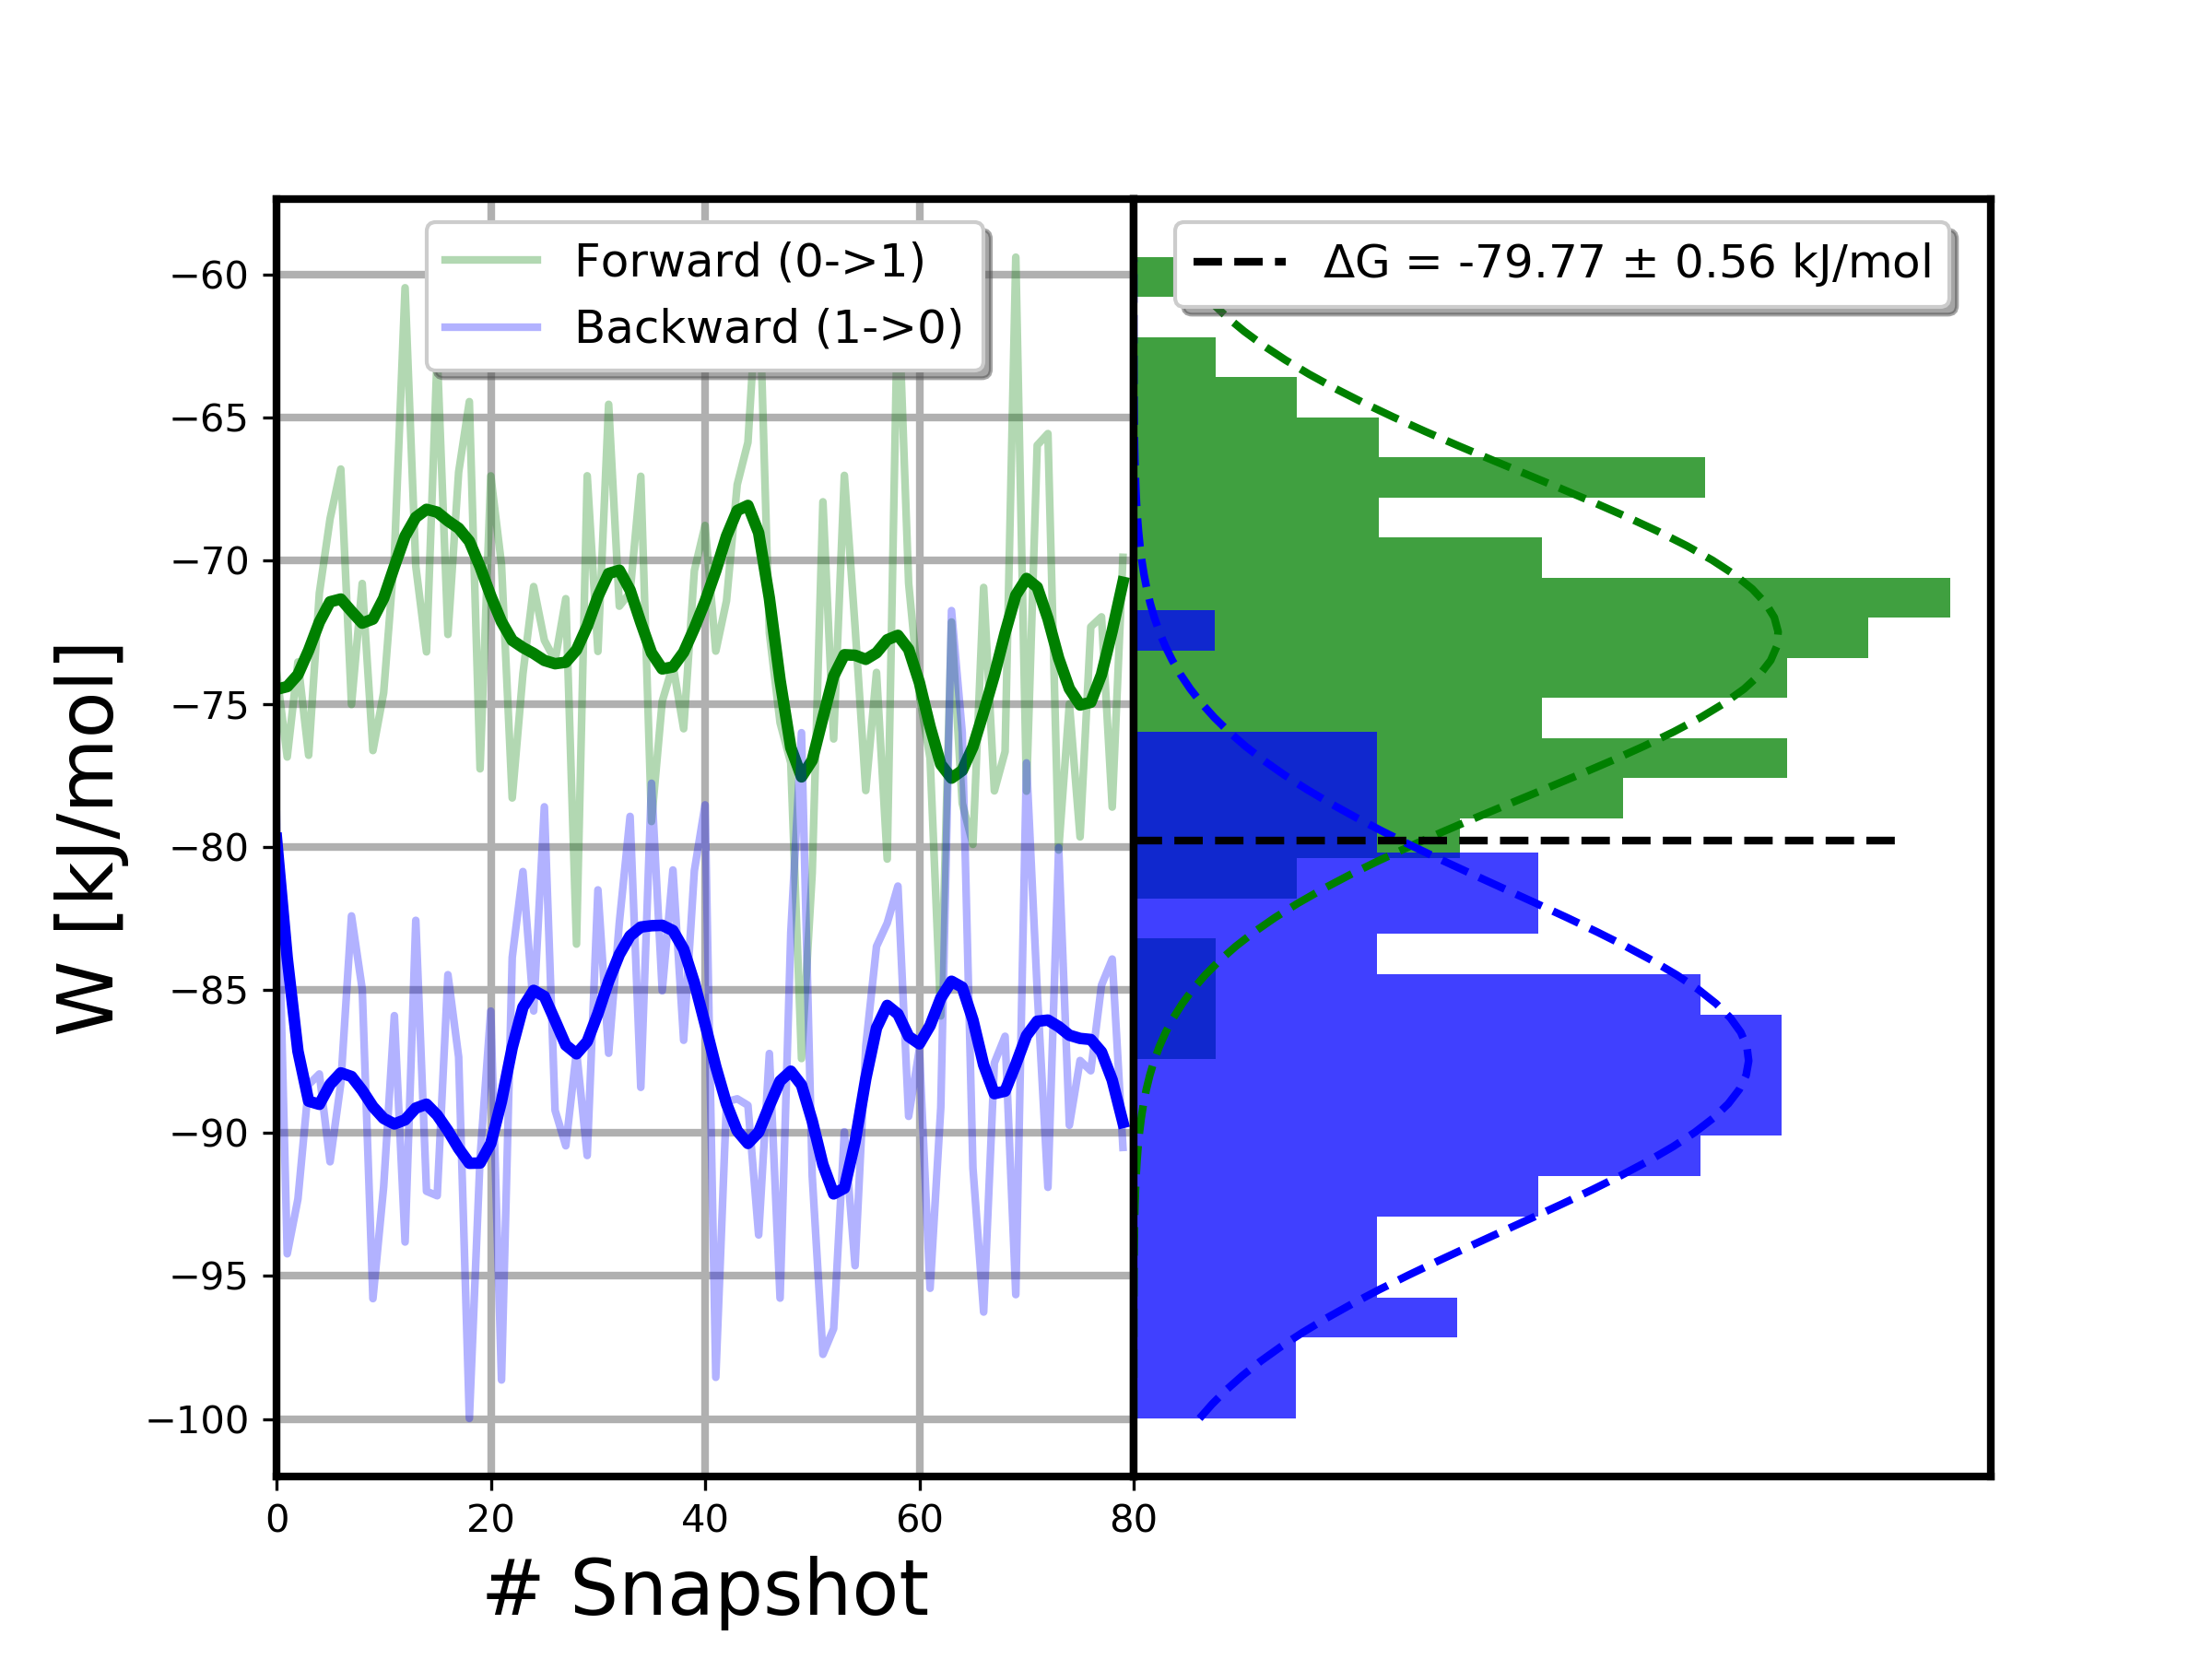 Forward (0->1)
Backward (1->0)
ΔG = -79.77 ± 0.56 kJ/mol
−60
−65
−70
−75
−80
−85
−90
−95
−100
W [kJ/mol]
0 20 40 60 80
# Snapshot